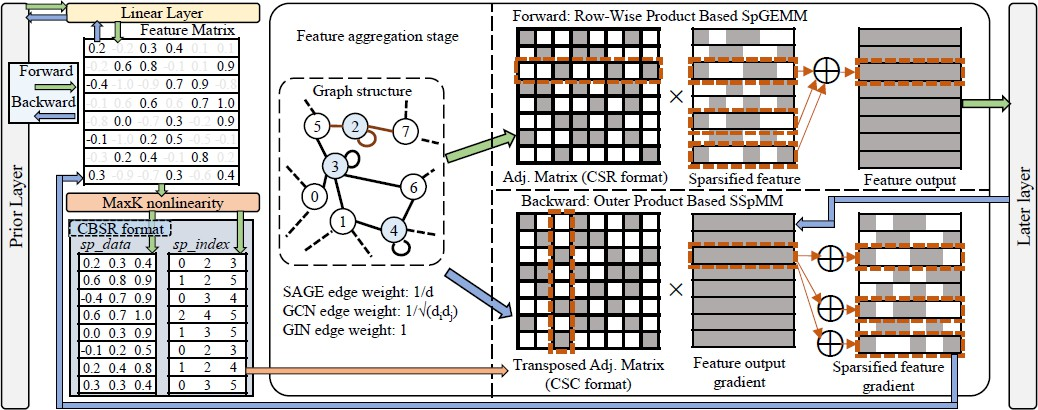 Prior Layer
Linear Layer
Feature Matrix
0.2 -0.2 0.3 0.4 0.1 0.1
0.6 0.8 0.9
-0.4 0.7 0.9
0.6 0.7 1.0
0.0 0.3 0.9
-0.1 0.2 0.5
0.2 0.4 0.8
0.3 0.3 0.4
Forward
Backward
MaxK nonlinearity
CBSR format
sp_data sp_index
0.2 0.3 0.4 0 2 3
0.6 0.8 0.9 1 2 5
-0.4 0.7 0.9 0 3 4
0.6 0.7 1.0 2 4 5
0.0 0.3 0.9 1 3 5
-0.1 0.2 0.5 0 2 3
0.2 0.4 0.8 1 2 4
0.3 0.3 0.4 0 3 5
Feature aggregation stage
Graph structure
5 2 7
3
0 6
1 4
SAGE edge weight: 1/d
GCN edge weight: 1/√(didj)
GIN edge weight: 1
Forward: Row-Wise Product Based SpGEMM
×
Adj. Matrix (CSR format) Sparsified feature Feature output
Backward: Outer Product Based SSpMM
×
Transposed Adj. Matrix
(CSC format)
Feature output
gradient
Sparsified feature
gradient
Later layer